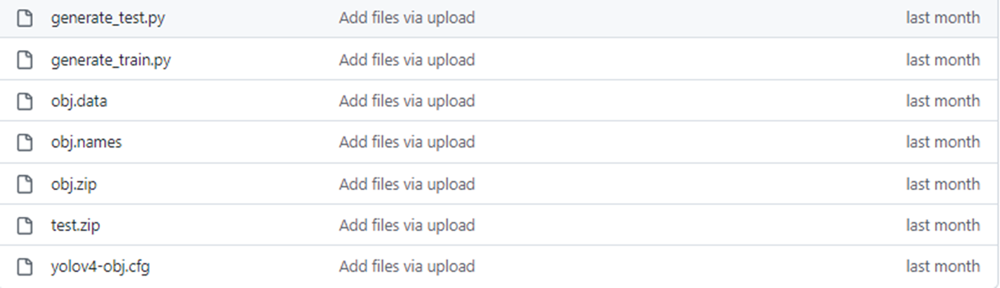 generate_test.py Add files via upload last month
generate_train.py Add files via upload last month
obj.data Add files via upload last month
obj.names Add files via upload last month
obj.zip Add files via upload last month
test.zip Add files via upload last month
yolov4-obj.cfg Add files via upload last month